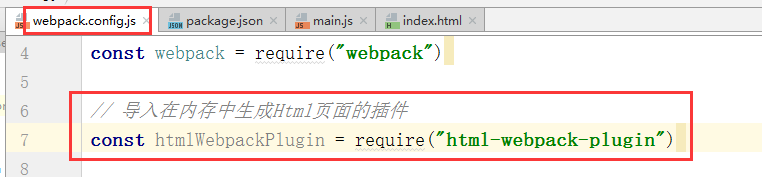 webpack.config.js package.json main.js index.html
4 const webpack = require("webpack")
5
6 // 导入在内存中生成Html页面的插件
7 const htmlWebpackPlugin = require("html-webpack-plugin")
8